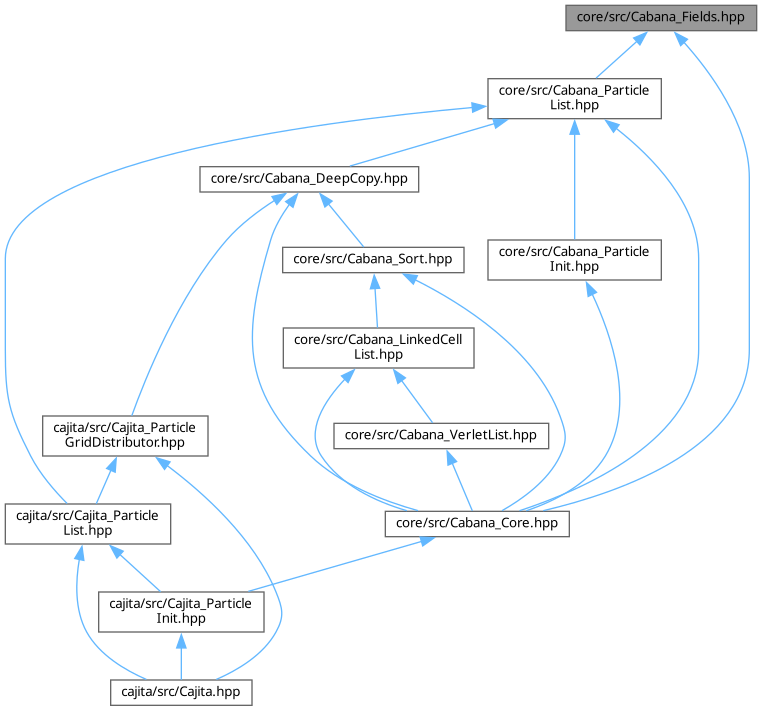 core/src/Cabana_Fields.hpp
core/src/Cabana_Particle
List.hpp
core/src/Cabana_DeepCopy.hpp
core/src/Cabana_Sort.hpp
core/src/Cabana_Particle
Init.hpp
core/src/Cabana_LinkedCell
List.hpp
cajita/src/Cajita_Particle
GridDistributor.hpp
core/src/Cabana_VerletList.hpp
cajita/src/Cajita_Particle
List.hpp
core/src/Cabana_Core.hpp
cajita/src/Cajita_Particle
Init.hpp
cajita/src/Cajita.hpp